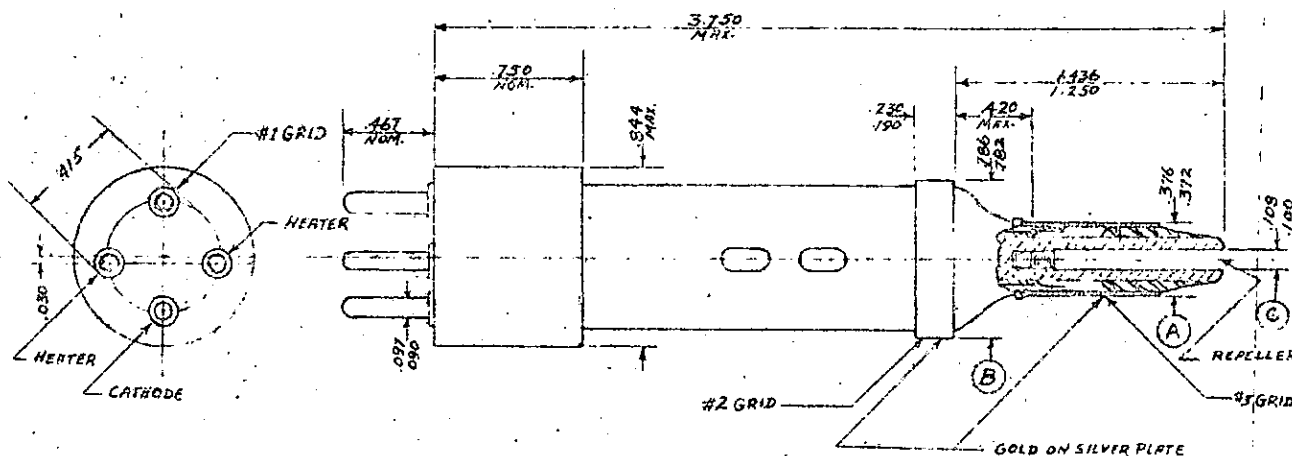 3.750
MAX.
.750
NOM.
1.436
1.250
.467
NOM.
.844
MAX.
.230
.190
.420
MAX.
.786
.782
#1 GRID
.415
.376
.372
.108
.100
HEATER
.030
A
C
HEATER
.097
.090
B
REPELLER
CATHODE
#2 GRID
#3 GRID
GOLD ON SILVER PLATE